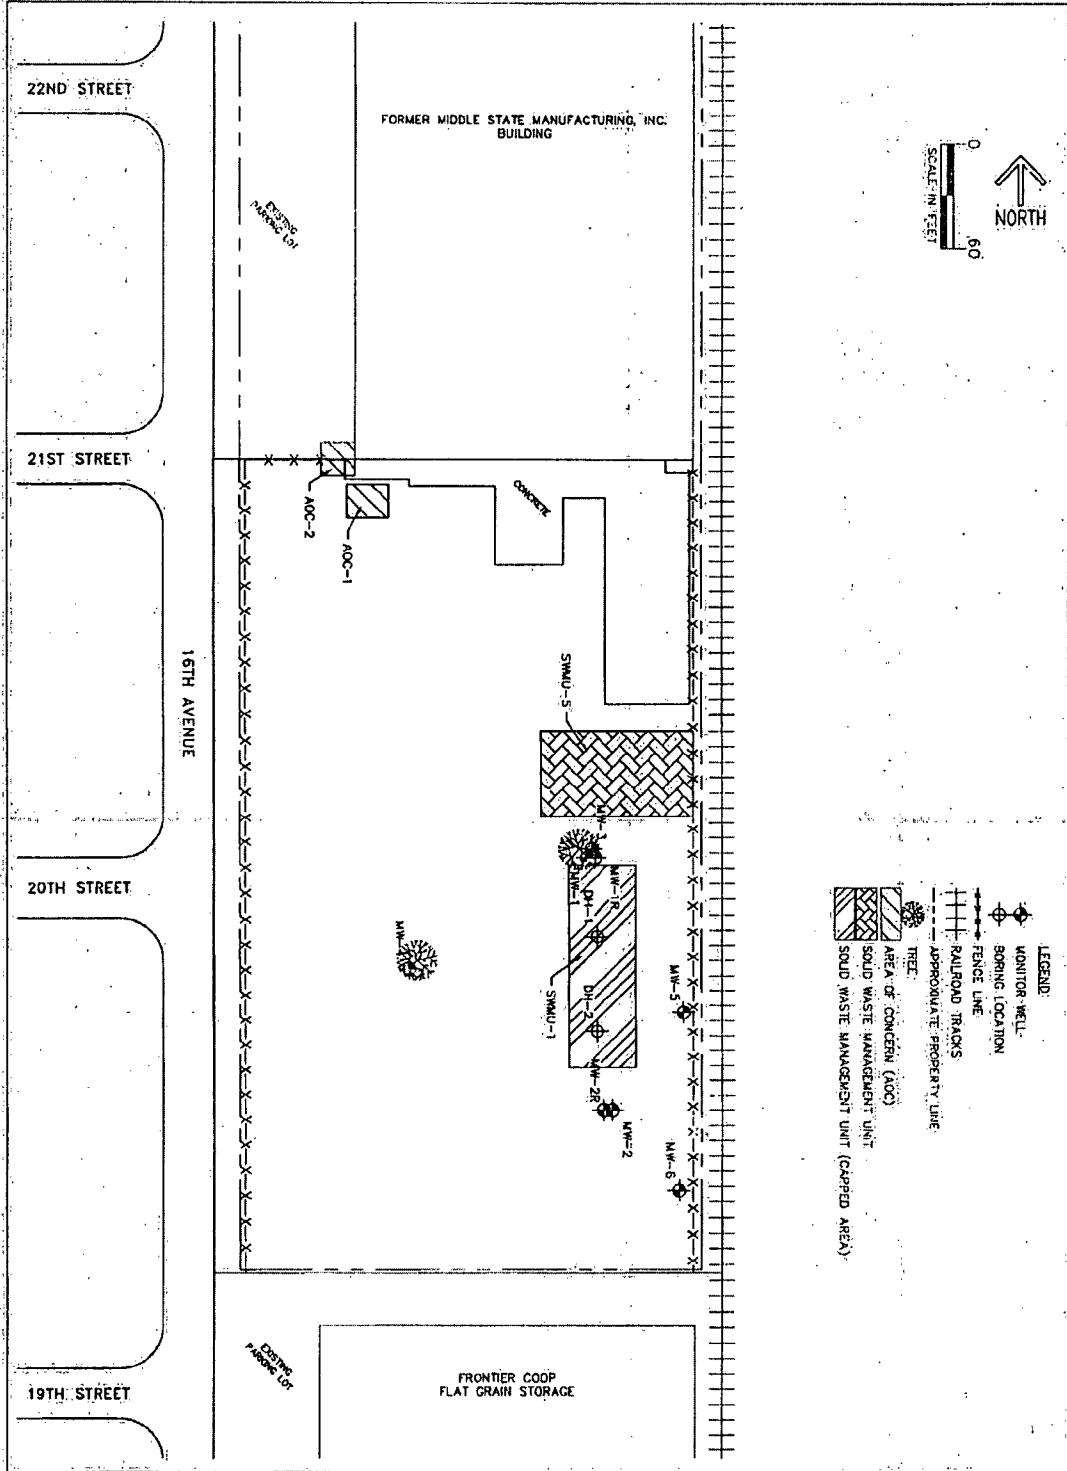 22ND STREET
FORMER MIDDLE STATE MANUFACTURING, INC.
BUILDING
EXISTING
PARKING LOT
0
60
SCALE IN FEET
NORTH
21ST STREET
AOC-2
AOC-1
CONCRETE
16TH AVENUE
SWMU-5
MW-3
MW-1R
MW-1
DH-1
20TH STREET
MW-
SWMU-1
DH-2
MW-5
MW-2R
MW-2
MW-6
LEGEND:
MONITOR WELL
BORING LOCATION
FENCE LINE
RAILROAD TRACKS
APPROXIMATE PROPERTY LINE
TREE
AREA OF CONCERN (AOC)
SOLID WASTE MANAGEMENT UNIT
SOLID WASTE MANAGEMENT UNIT (CAPPED AREA)
19TH STREET
EXISTING
PARKING LOT
FRONTIER COOP
FLAT GRAIN STORAGE